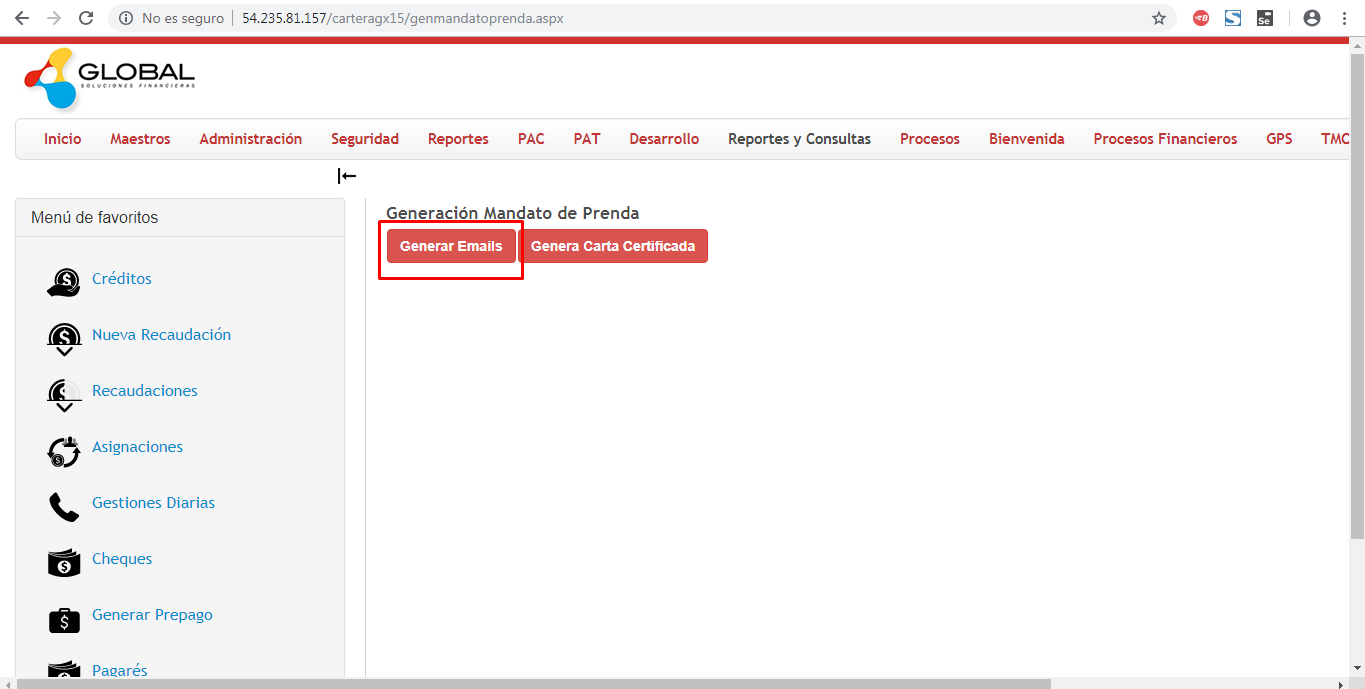 No es seguro | 54.235.81.157/carteragx15/genmandatoprenda.aspx
GLOBAL
SOLUCIONES FINANCIERAS
Inicio Maestros Administración Seguridad Reportes PAC PAT Desarrollo Reportes y Consultas Procesos Bienvenida Procesos Financieros GPS
Menú de favoritos
Generación Mandato de Prenda
Generar Emails Genera Carta Certificada
Créditos
Nueva Recaudación
Recaudaciones
Asignaciones
Gestiones Diarias
Cheques
Generar Prepago
Pagarés